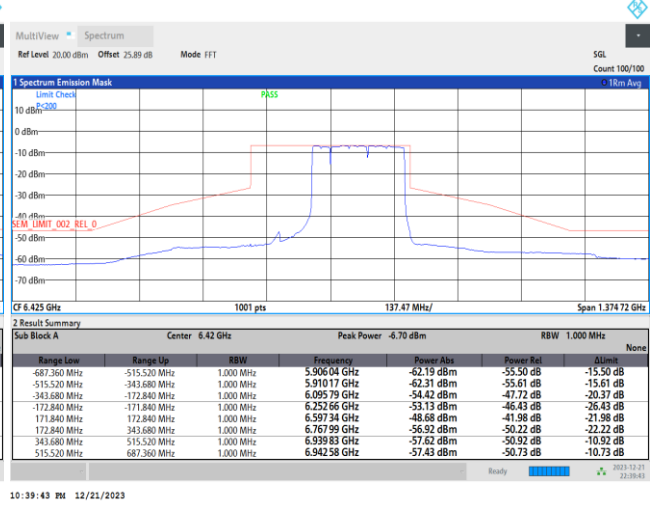 MultiView Spectrum
Ref Level 20.00 dBm Offset 25.89 dB Mode FFT SGL
Count 100/100
1 Spectrum Emission Mask 1Rm Avg
Limit Check PASS
P<200
10 dBm
0 dBm
-10 dBm
-20 dBm
-30 dBm
-40 dBm
SEM_LIMIT_002_REL_0
-50 dBm
-60 dBm
-70 dBm
CF 6.425 GHz 1001 pts 137.47 MHz/ Span 1.374 72 GHz
2 Result Summary
Sub Block A Center 6.42 GHz Peak Power -6.70 dBm RBW 1.000 MHz
None
Range Low Range Up RBW Frequency Power Abs Power Rel ΔLimit
-687.360 MHz -515.520 MHz 1.000 MHz 5.906 04 GHz -62.19 dBm -55.50 dB -15.50 dB
-515.520 MHz -343.680 MHz 1.000 MHz 5.910 17 GHz -62.31 dBm -55.61 dB -15.61 dB
-343.680 MHz -172.840 MHz 1.000 MHz 6.095 79 GHz -54.42 dBm -47.72 dB -20.37 dB
-172.840 MHz -171.840 MHz 1.000 MHz 6.252 66 GHz -53.13 dBm -46.43 dB -26.43 dB
171.840 MHz 172.840 MHz 1.000 MHz 6.597 34 GHz -48.68 dBm -41.98 dB -21.98 dB
172.840 MHz 343.680 MHz 1.000 MHz 6.767 99 GHz -56.92 dBm -50.22 dB -22.22 dB
343.680 MHz 515.520 MHz 1.000 MHz 6.939 83 GHz -57.62 dBm -50.92 dB -10.92 dB
515.520 MHz 687.360 MHz 1.000 MHz 6.942 58 GHz -57.43 dBm -50.73 dB -10.73 dB
Ready 2023-12-21
22:39:43
10:39:43 PM 12/21/2023